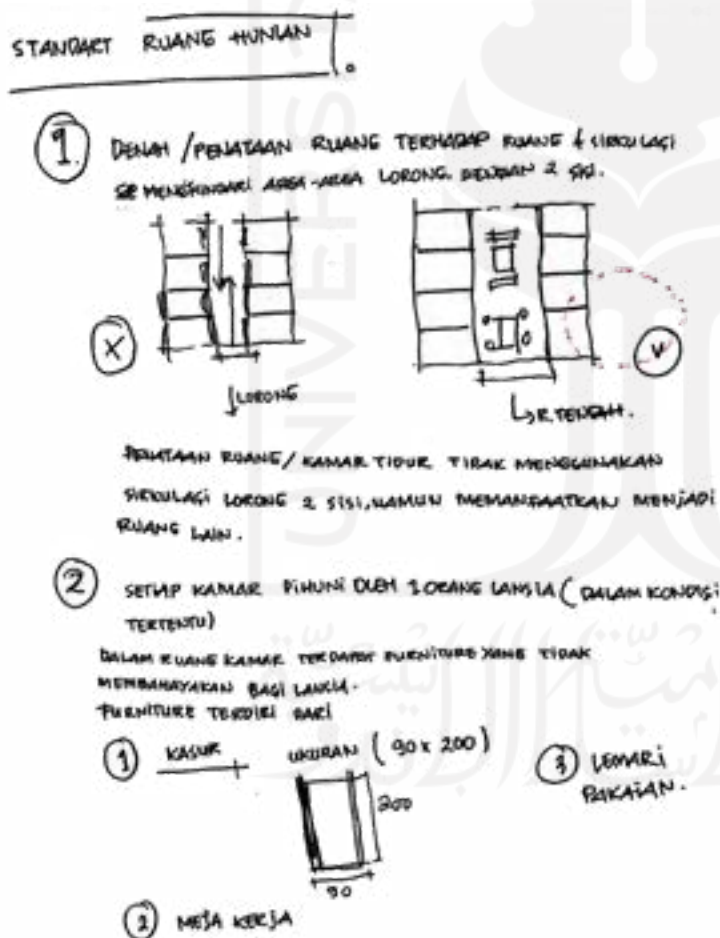 STANDART RUANG HUNIAN
1. DENAH / PENATAAN RUANG TERHADAP RUANG & SIRKULASI
MENGHINDARI AREA-AREA LORONG DENGAN 2 SISI.
X
V
LORONG
R. TENGAH.
PENATAAN RUANG / KAMAR TIDUR TIDAK MENGGUNAKAN
SIRKULASI LORONG 2 SISI, NAMUN MEMANFAATKAN MENJADI
RUANG LAIN.
2 SETIAP KAMAR DIHUNI OLEH ORANG LANSIA (DALAM KONDISI
TERTENTU)
DALAM RUANG KAMAR TERDAPAT FURNITURE YANG TIDAK
MEMBAHAYAKAN BAGI LANSIA.
FURNITURE TERDIRI DARI
1 KASUR UKURAN (90 x 200)
200
90
3 LEMARI
PAKAIAN.
2 MEJA KERJA